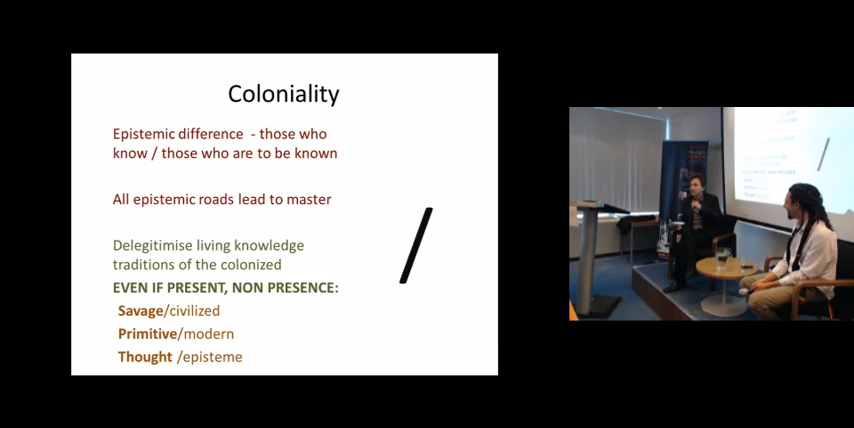 Coloniality
Epistemic difference  - those who
know / those who are to be known
All epistemic roads lead to master
/
Delegitimise living knowledge
traditions of the colonized
EVEN IF PRESENT, NON PRESENCE:
Savage/civilized
Primitive/modern
Thought /episteme